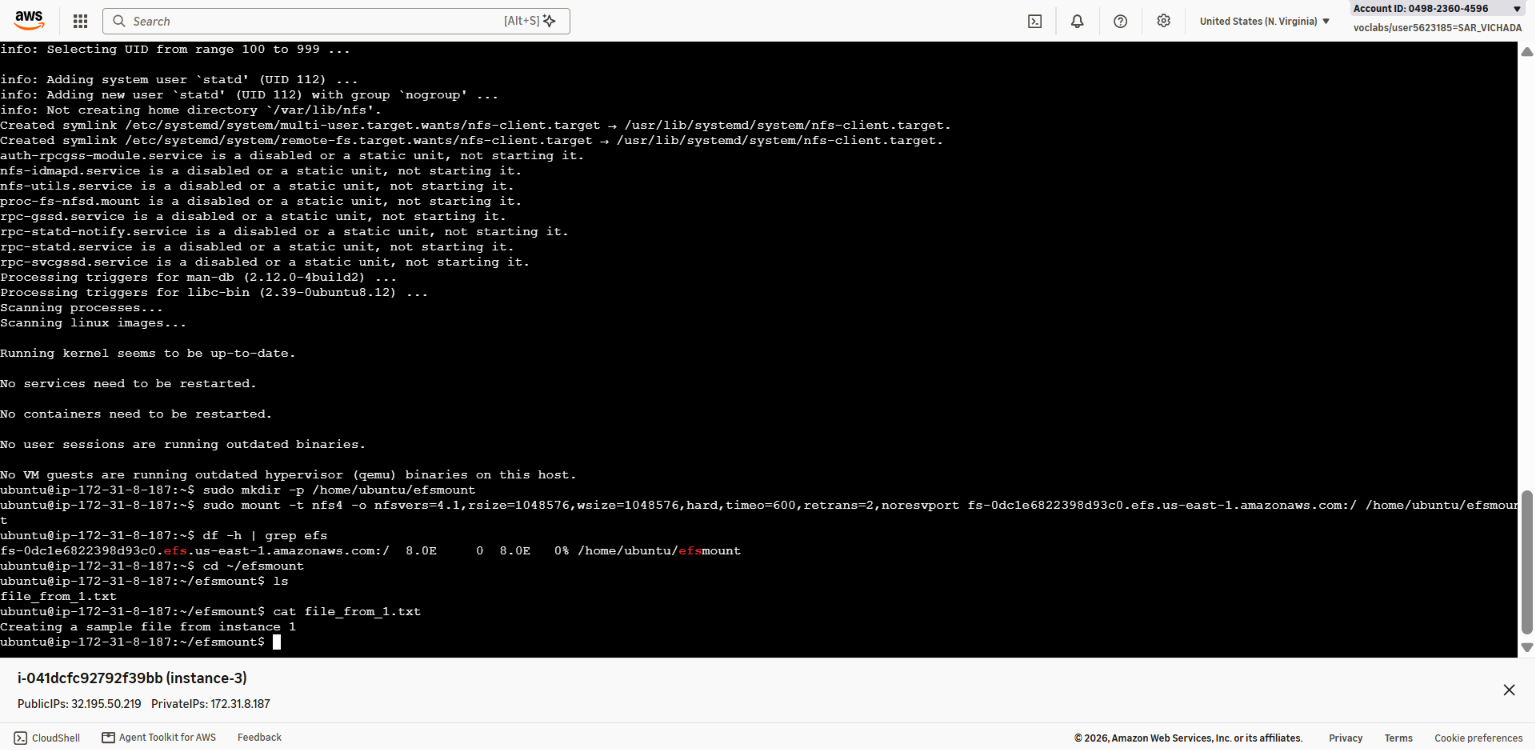 aws
Search
[Alt+S]
United States (N. Virginia) ▼
Account ID: 0498-2360-4596 ▼
voclabs/user5623185=SAR_VICHADA
info: Selecting UID from range 100 to 999 ...
info: Adding system user `statd' (UID 112) ...
info: Adding new user `statd' (UID 112) with group `nogroup' ...
info: Not creating home directory `/var/lib/nfs'.
Created symlink /etc/systemd/system/multi-user.target.wants/nfs-client.target → /usr/lib/systemd/system/nfs-client.target.
Created symlink /etc/systemd/system/remote-fs.target.wants/nfs-client.target → /usr/lib/systemd/system/nfs-client.target.
auth-rpcgss-module.service is a disabled or a static unit, not starting it.
nfs-idmapd.service is a disabled or a static unit, not starting it.
nfs-utils.service is a disabled or a static unit, not starting it.
proc-fs-nfsd.mount is a disabled or a static unit, not starting it.
rpc-gssd.service is a disabled or a static unit, not starting it.
rpc-statd-notify.service is a disabled or a static unit, not starting it.
rpc-statd.service is a disabled or a static unit, not starting it.
rpc-svcgssd.service is a disabled or a static unit, not starting it.
Processing triggers for man-db (2.12.0-4build2) ...
Processing triggers for libc-bin (2.39-0ubuntu8.12) ...
Scanning processes...
Scanning linux images...
Running kernel seems to be up-to-date.
No services need to be restarted.
No containers need to be restarted.
No user sessions are running outdated binaries.
No VM guests are running outdated hypervisor (qemu) binaries on this host.
ubuntu@ip-172-31-8-187:~$ sudo mkdir -p /home/ubuntu/efsmount
ubuntu@ip-172-31-8-187:~$ sudo mount -t nfs4 -o nfsvers=4.1,rsize=1048576,wsize=1048576,hard,timeo=600,retrans=2,noresvport fs-0dc1e6822398d93c0.efs.us-east-1.amazonaws.com:/ /home/ubuntu/efsmoun
t
ubuntu@ip-172-31-8-187:~$ df -h | grep efs
fs-0dc1e6822398d93c0.efs.us-east-1.amazonaws.com:/  8.0E     0  8.0E   0% /home/ubuntu/efsmount
ubuntu@ip-172-31-8-187:~$ cd ~/efsmount
ubuntu@ip-172-31-8-187:~/efsmount$ ls
file_from_1.txt
ubuntu@ip-172-31-8-187:~/efsmount$ cat file_from_1.txt
Creating a sample file from instance 1
ubuntu@ip-172-31-8-187:~/efsmount$
i-041dcfc92792f39bb (instance-3)
PublicIPs: 32.195.50.219 PrivateIPs: 172.31.8.187
CloudShell Agent Toolkit for AWS Feedback © 2026, Amazon Web Services, Inc. or its affiliates. Privacy Terms Cookie preferences